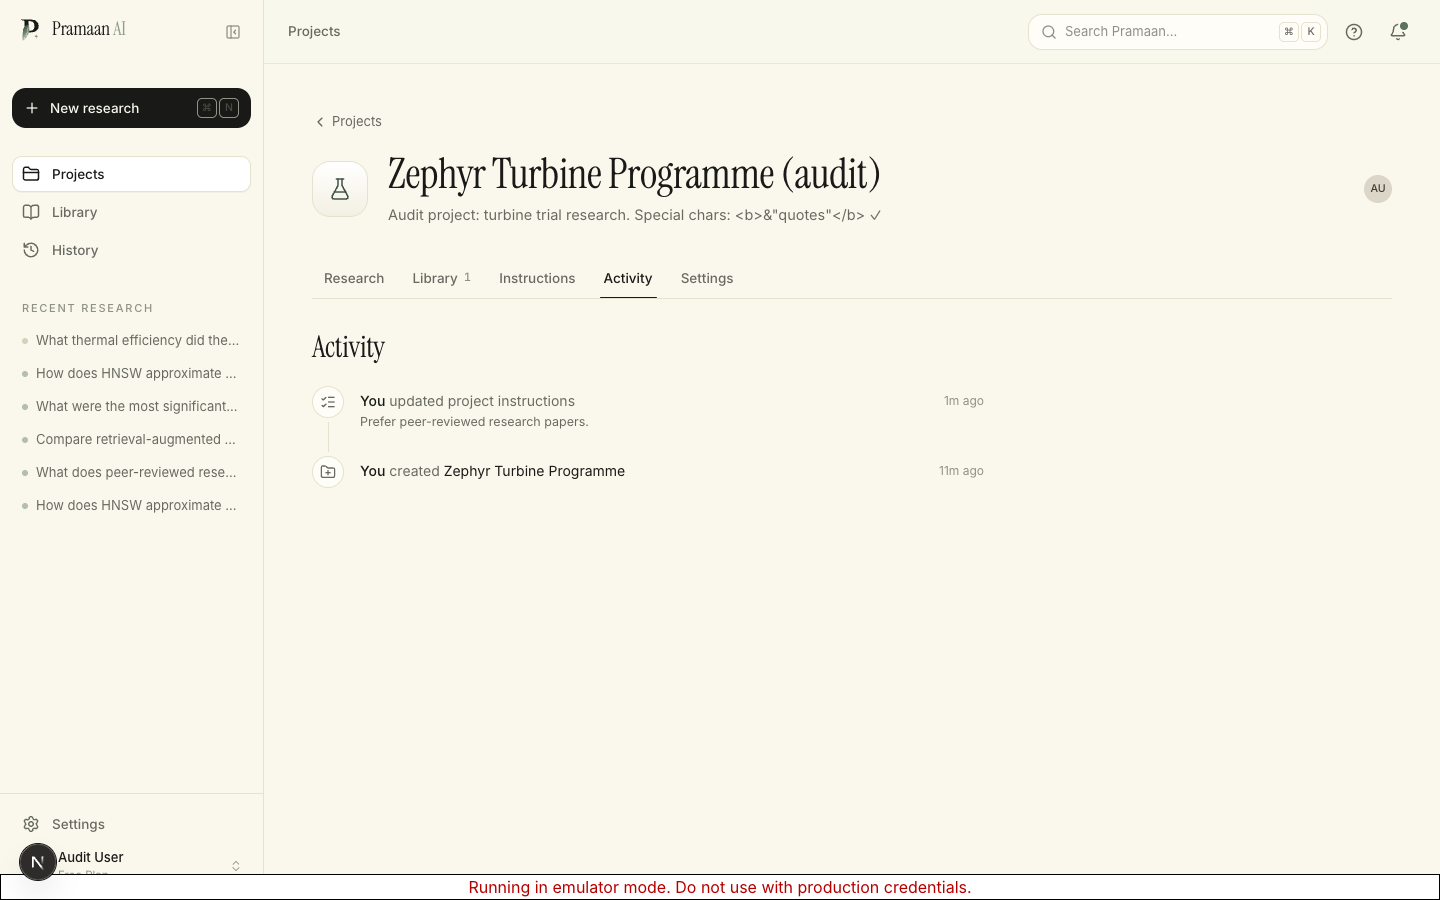 Pramaan AI
Projects
Search Pramaan...
⌘ K
New research
⌘ N
Projects
Library
History
RECENT RESEARCH
What thermal efficiency did the...
How does HNSW approximate ...
What were the most significant...
Compare retrieval-augmented ...
What does peer-reviewed rese...
How does HNSW approximate ...
Settings
N
Audit User
Free Plan
Projects
Zephyr Turbine Programme (audit)
Audit project: turbine trial research. Special chars: <b>&"quotes"</b> ✓
AU
Research Library 1 Instructions Activity Settings
Activity
You updated project instructions 1m ago
Prefer peer-reviewed research papers.
You created Zephyr Turbine Programme 11m ago
Running in emulator mode. Do not use with production credentials.